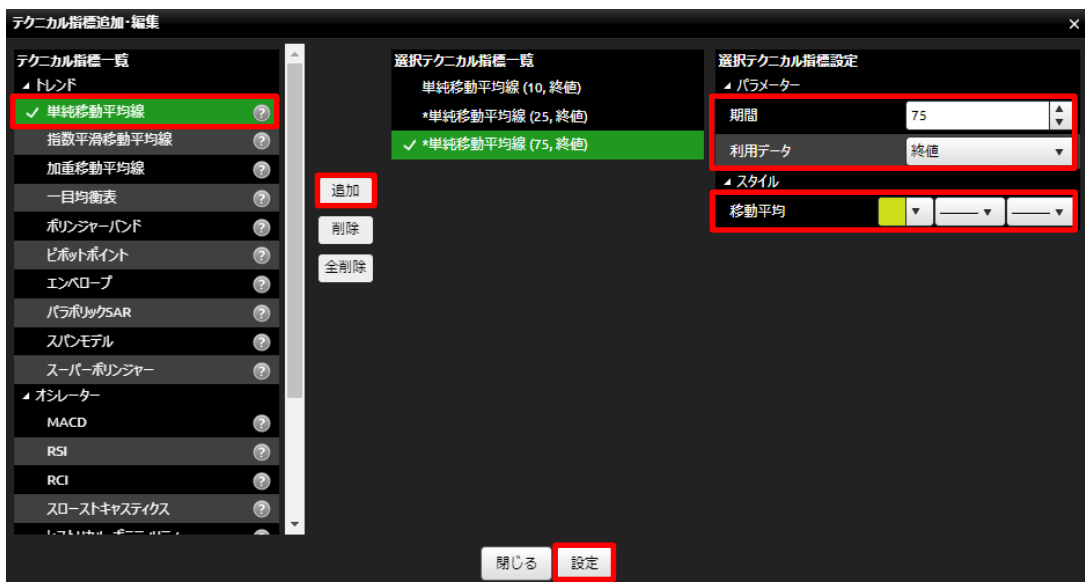 テクニカル指標追加・編集
テクニカル指標一覧
トレンド
単純移動平均線
指数平滑移動平均線
加重移動平均線
一目均衡表
ボリンジャーバンド
ピボットポイント
エンベロープ
パラボリックSAR
スパンモデル
スーパーボリンジャー
オシレーター
MACD
RSI
RCI
スローストキャスティクス
追加
削除
全削除
選択テクニカル指標一覧
単純移動平均線 (10, 終値)
*単純移動平均線 (25, 終値)
*単純移動平均線 (75, 終値)
選択テクニカル指標設定
パラメーター
期間 75
利用データ 終値
スタイル
移動平均
閉じる 設定